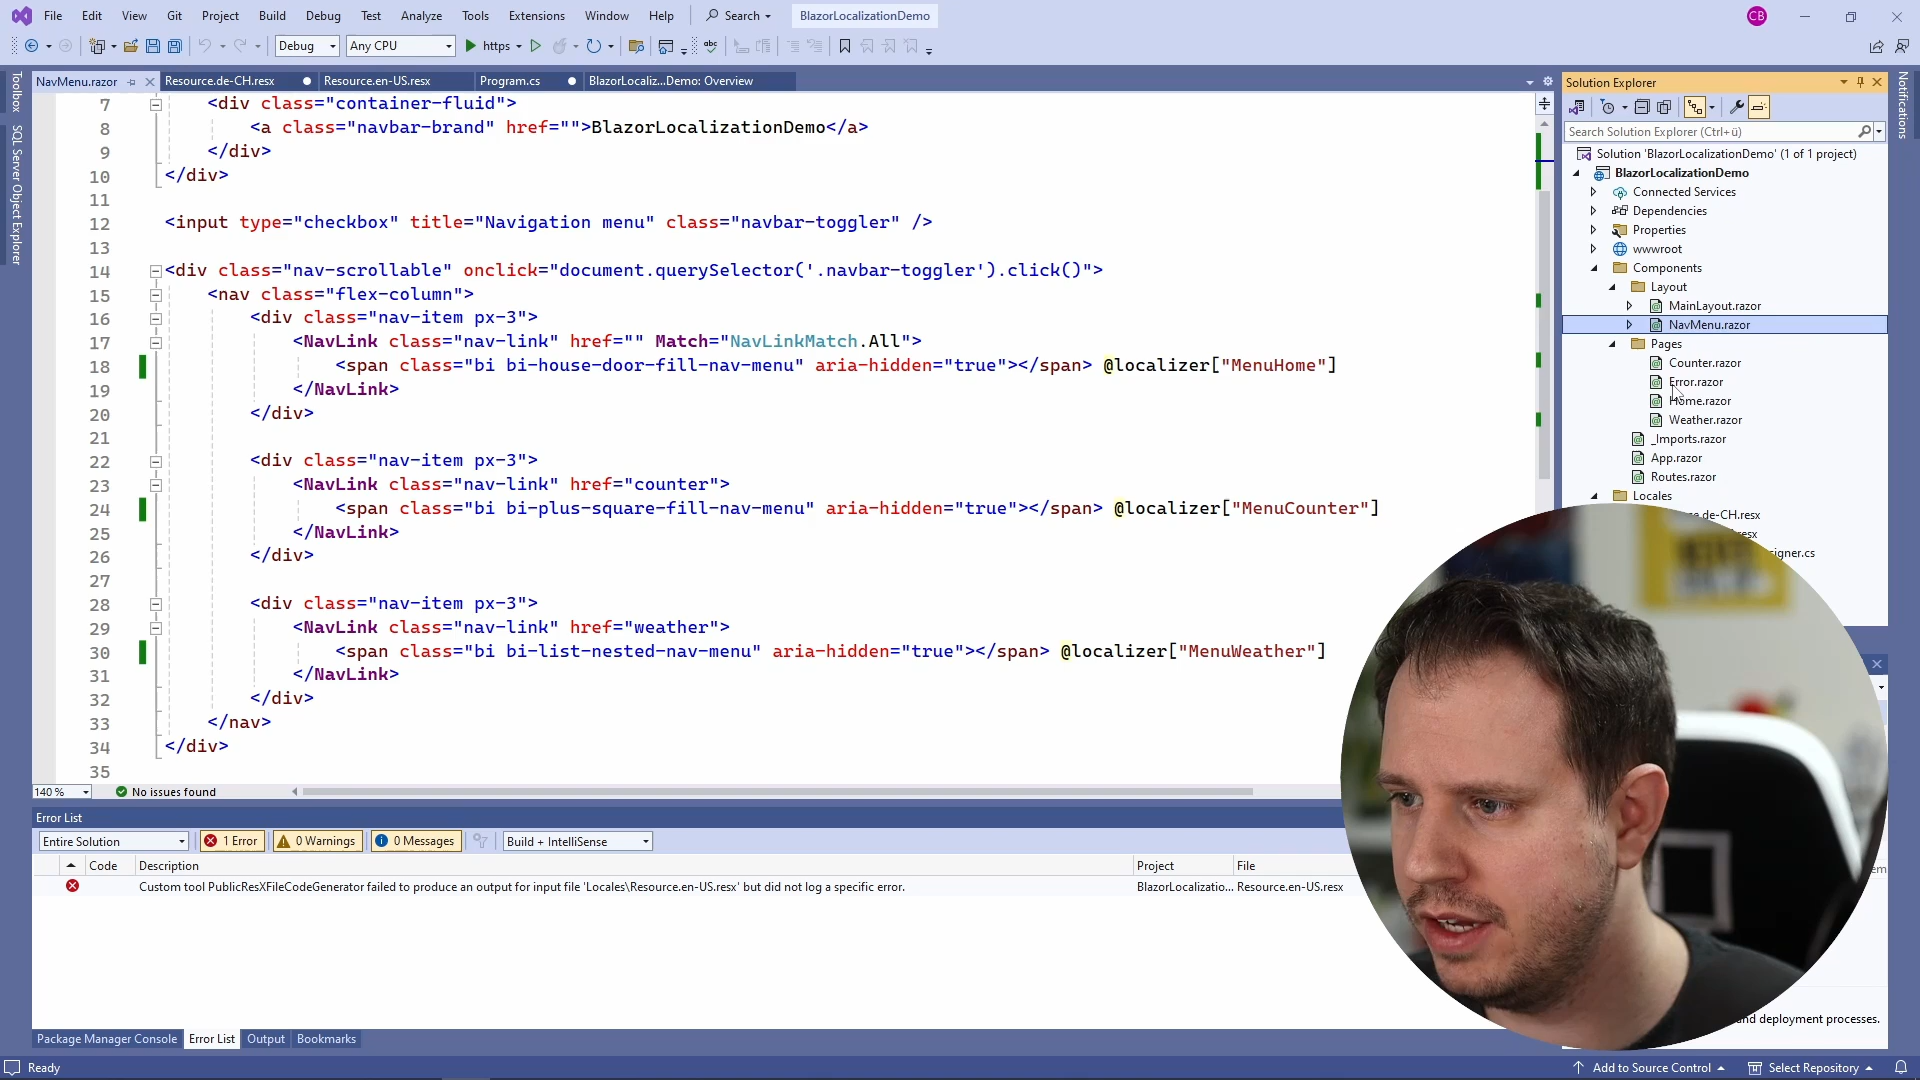 File Edit View Git Project Build Debug Test Analyze Tools Extensions Window Help Search BlazorLocalizationDemo CB
Debug Any CPU https
Toolbox
SQL Server Object Explorer
NavMenu.razor Resource.de-CH.resx Resource.en-US.resx Program.cs BlazorLocaliz...Demo: Overview
7 <div class="container-fluid">
8 <a class="navbar-brand" href="">BlazorLocalizationDemo</a>
9 </div>
10 </div>
11
12 <input type="checkbox" title="Navigation menu" class="navbar-toggler" />
13
14 <div class="nav-scrollable" onclick="document.querySelector('.navbar-toggler').click()">
15 <nav class="flex-column">
16 <div class="nav-item px-3">
17 <NavLink class="nav-link" href="" Match="NavLinkMatch.All">
18 <span class="bi bi-house-door-fill-nav-menu" aria-hidden="true"></span> @localizer["MenuHome"]
19 </NavLink>
20 </div>
21
22 <div class="nav-item px-3">
23 <NavLink class="nav-link" href="counter">
24 <span class="bi bi-plus-square-fill-nav-menu" aria-hidden="true"></span> @localizer["MenuCounter"]
25 </NavLink>
26 </div>
27
28 <div class="nav-item px-3">
29 <NavLink class="nav-link" href="weather">
30 <span class="bi bi-list-nested-nav-menu" aria-hidden="true"></span> @localizer["MenuWeather"]
31 </NavLink>
32 </div>
33 </nav>
34 </div>
35
140 % No issues found
Error List
Entire Solution 1 Error 0 Warnings 0 Messages Build + IntelliSense
Code Description Project File
Custom tool PublicResXFileCodeGenerator failed to produce an output for input file 'Locales\Resource.en-US.resx' but did not log a specific error. BlazorLocalizatio... Resource.en-US.resx
Package Manager Console Error List Output Bookmarks
Ready
Solution Explorer
Search Solution Explorer (Ctrl+ü)
Solution 'BlazorLocalizationDemo' (1 of 1 project)
BlazorLocalizationDemo
Connected Services
Dependencies
Properties
wwwroot
Components
Layout
MainLayout.razor
NavMenu.razor
Pages
Counter.razor
Error.razor
Home.razor
Weather.razor
_Imports.razor
App.razor
Routes.razor
Locales
de-CH.resx
resx
signer.cs
and deployment processes.
Notifications
Add to Source Control Select Repository